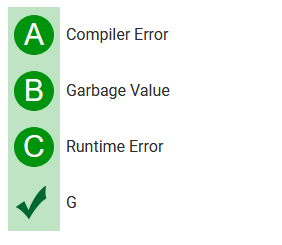 A Compiler Error
B Garbage Value
C Runtime Error
G